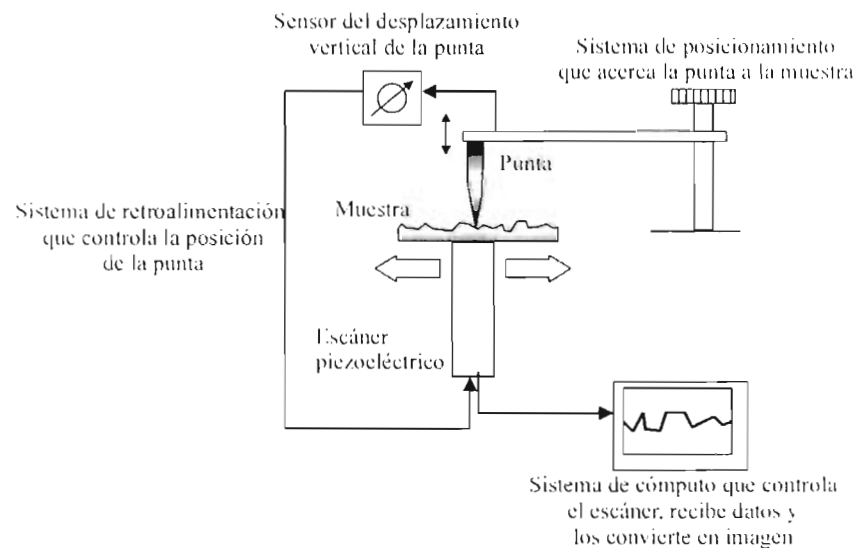 Sensor del desplazamiento
vertical de la punta
Sistema de posicionamiento
que acerca la punta a la muestra
Punta
Muestra
Sistema de retroalimentación
que controla la posición
de la punta
Escáner
piezoeléctrico
Sistema de cómputo que controla
el escáner, recibe datos y
los convierte en imagen